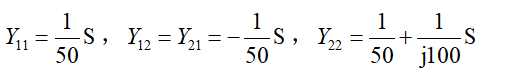 Y₁₁ = 1/50 S ， Y₁₂ = Y₂₁ = −1/50 S ， Y₂₂ = 1/50 + 1/j100 S